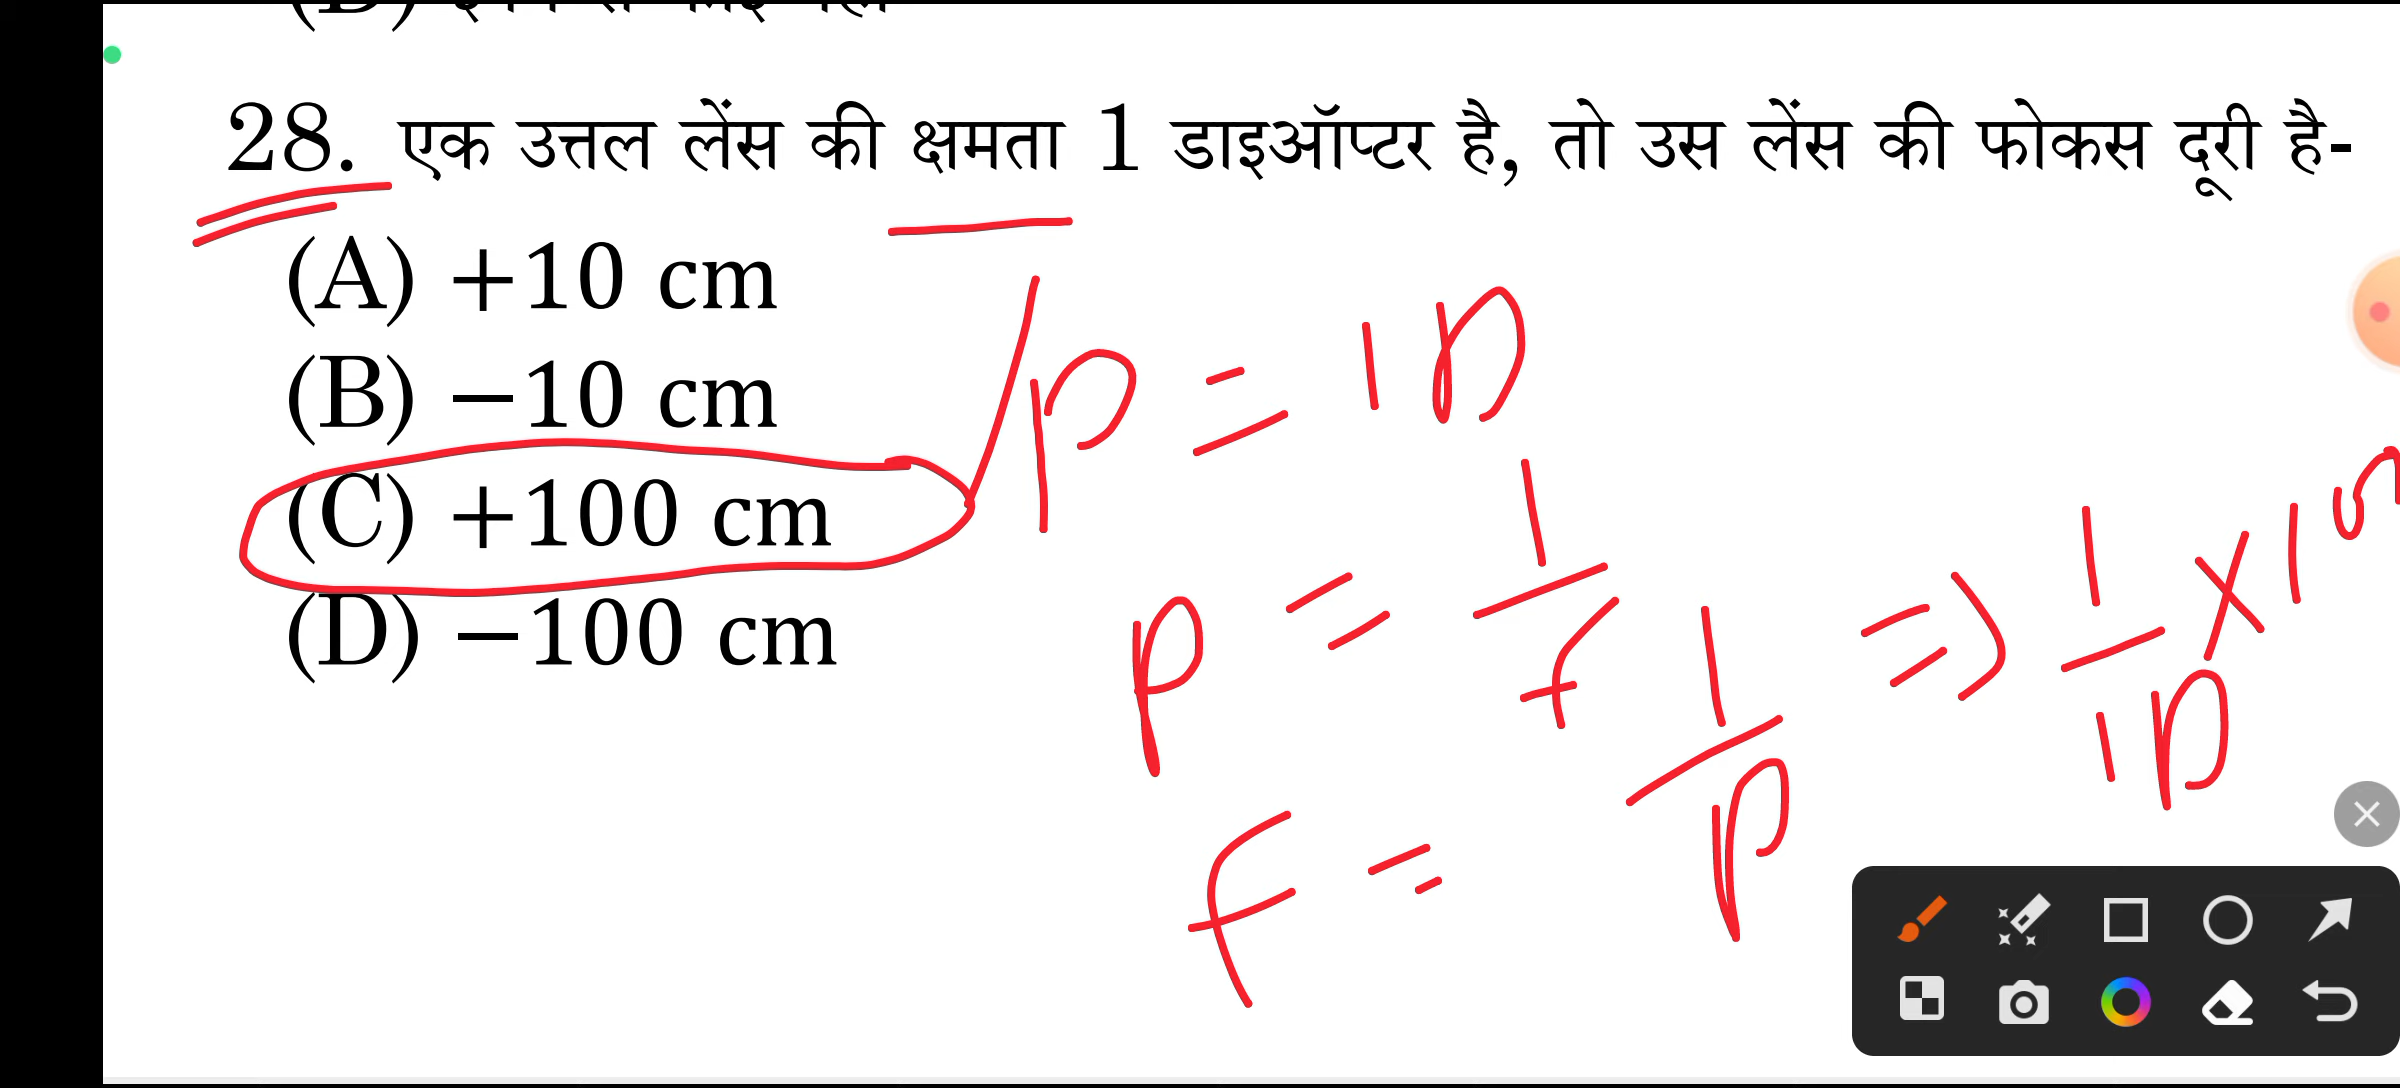 28. एक उत्तल लेंस की क्षमता 1 डाइऑप्टर है, तो उस लेंस की फोकस दूरी है-
(A) +10 cm
(B) −10 cm
(C) +100 cm
(D) −100 cm
p = 1D
p = 1/f
f = 1/p => 1/1D × 1